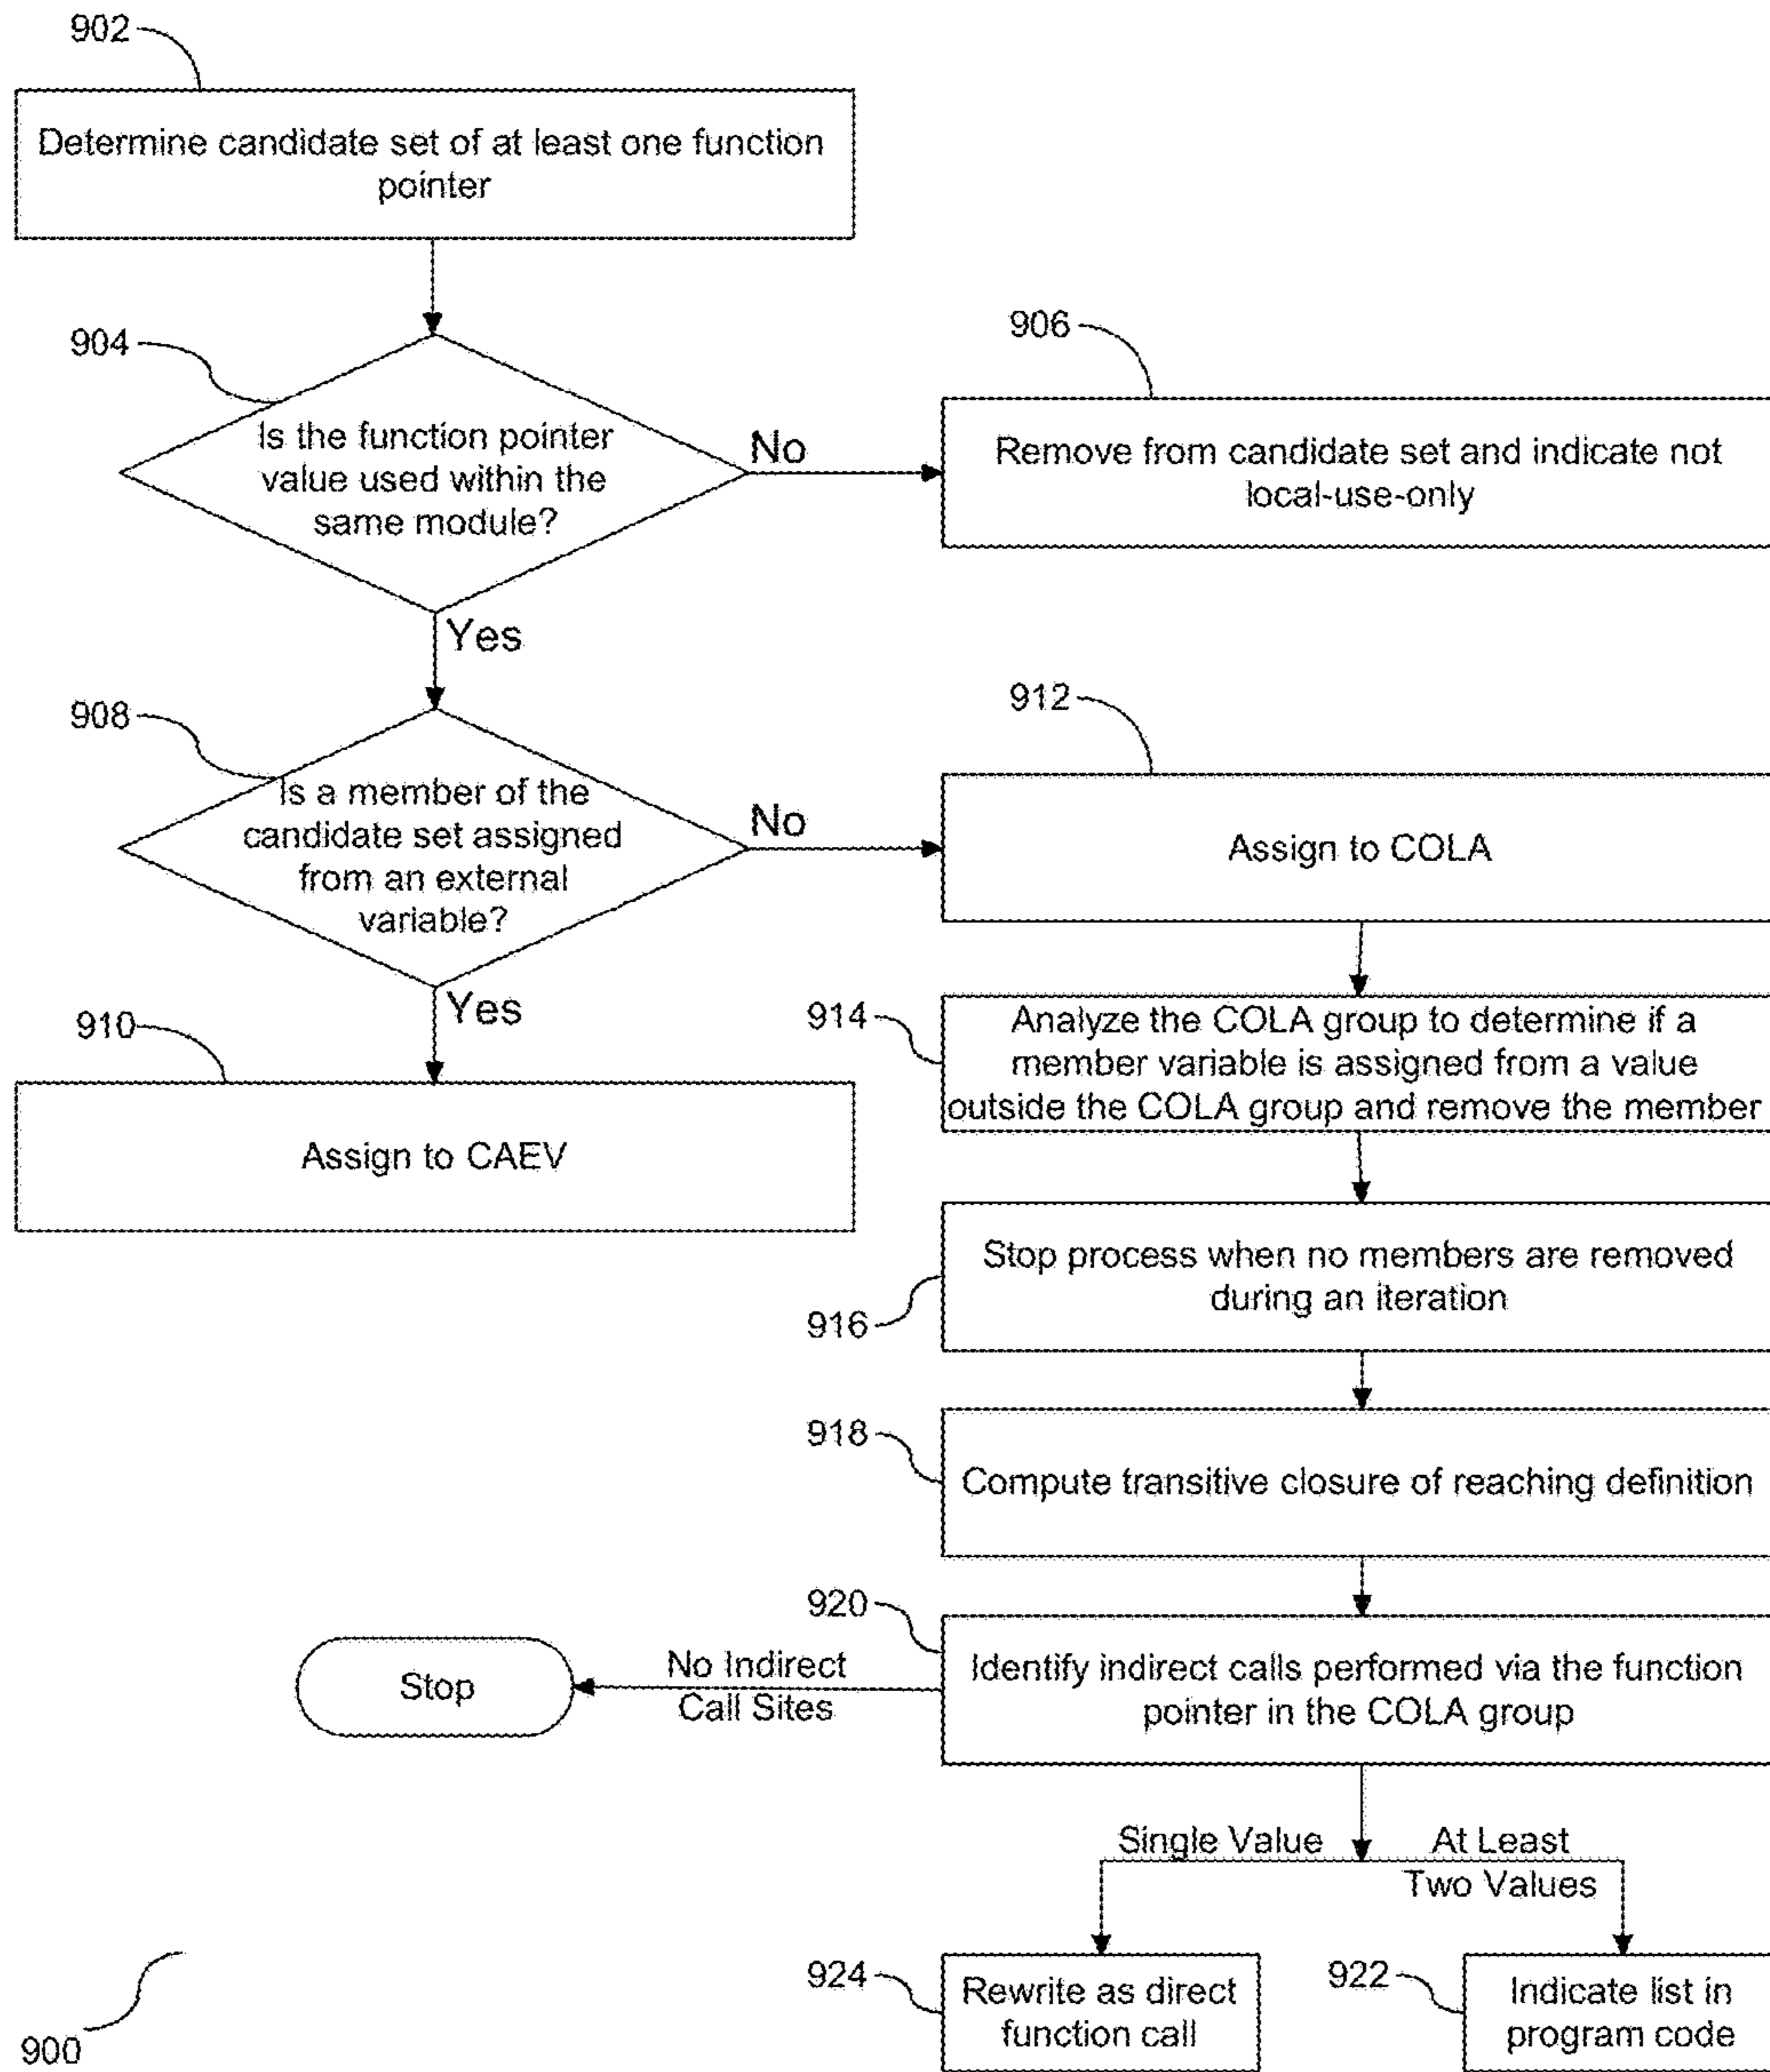 902
Determine candidate set of at least one function
pointer
904
Is the function pointer
value used within the
same module?
No
906
Remove from candidate set and indicate not
local-use-only
Yes
908
Is a member of the
candidate set assigned
from an external
variable?
No
912
Assign to COLA
Yes
910
Assign to CAEV
914
Analyze the COLA group to determine if a
member variable is assigned from a value
outside the COLA group and remove the member
916
Stop process when no members are removed
during an iteration
918
Compute transitive closure of reaching definition
920
Identify indirect calls performed via the function
pointer in the COLA group
No Indirect
Call Sites
Stop
Single Value
At Least
Two Values
924
Rewrite as direct
function call
922
Indicate list in
program code
900